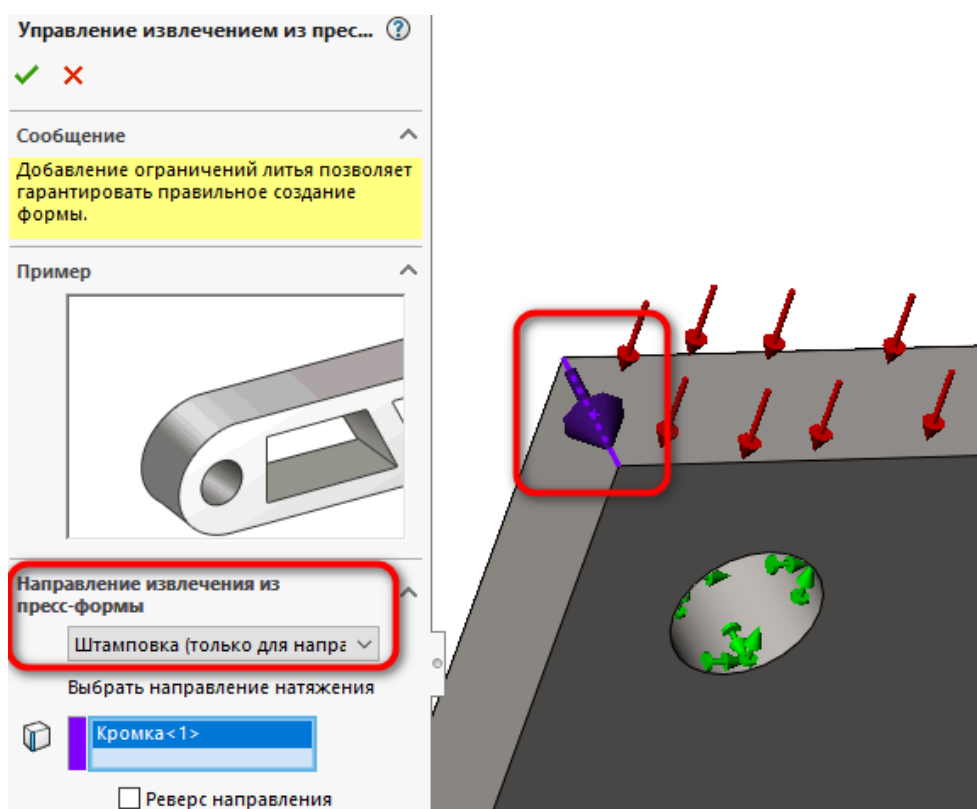 Управление извлечением из прес...
Сообщение
Добавление ограничений литья позволяет
гарантировать правильное создание
формы.
Пример
Направление извлечения из
пресс-формы
Штамповка (только для напра
Выбрать направление натяжения
Кромка<1>
Реверс направления